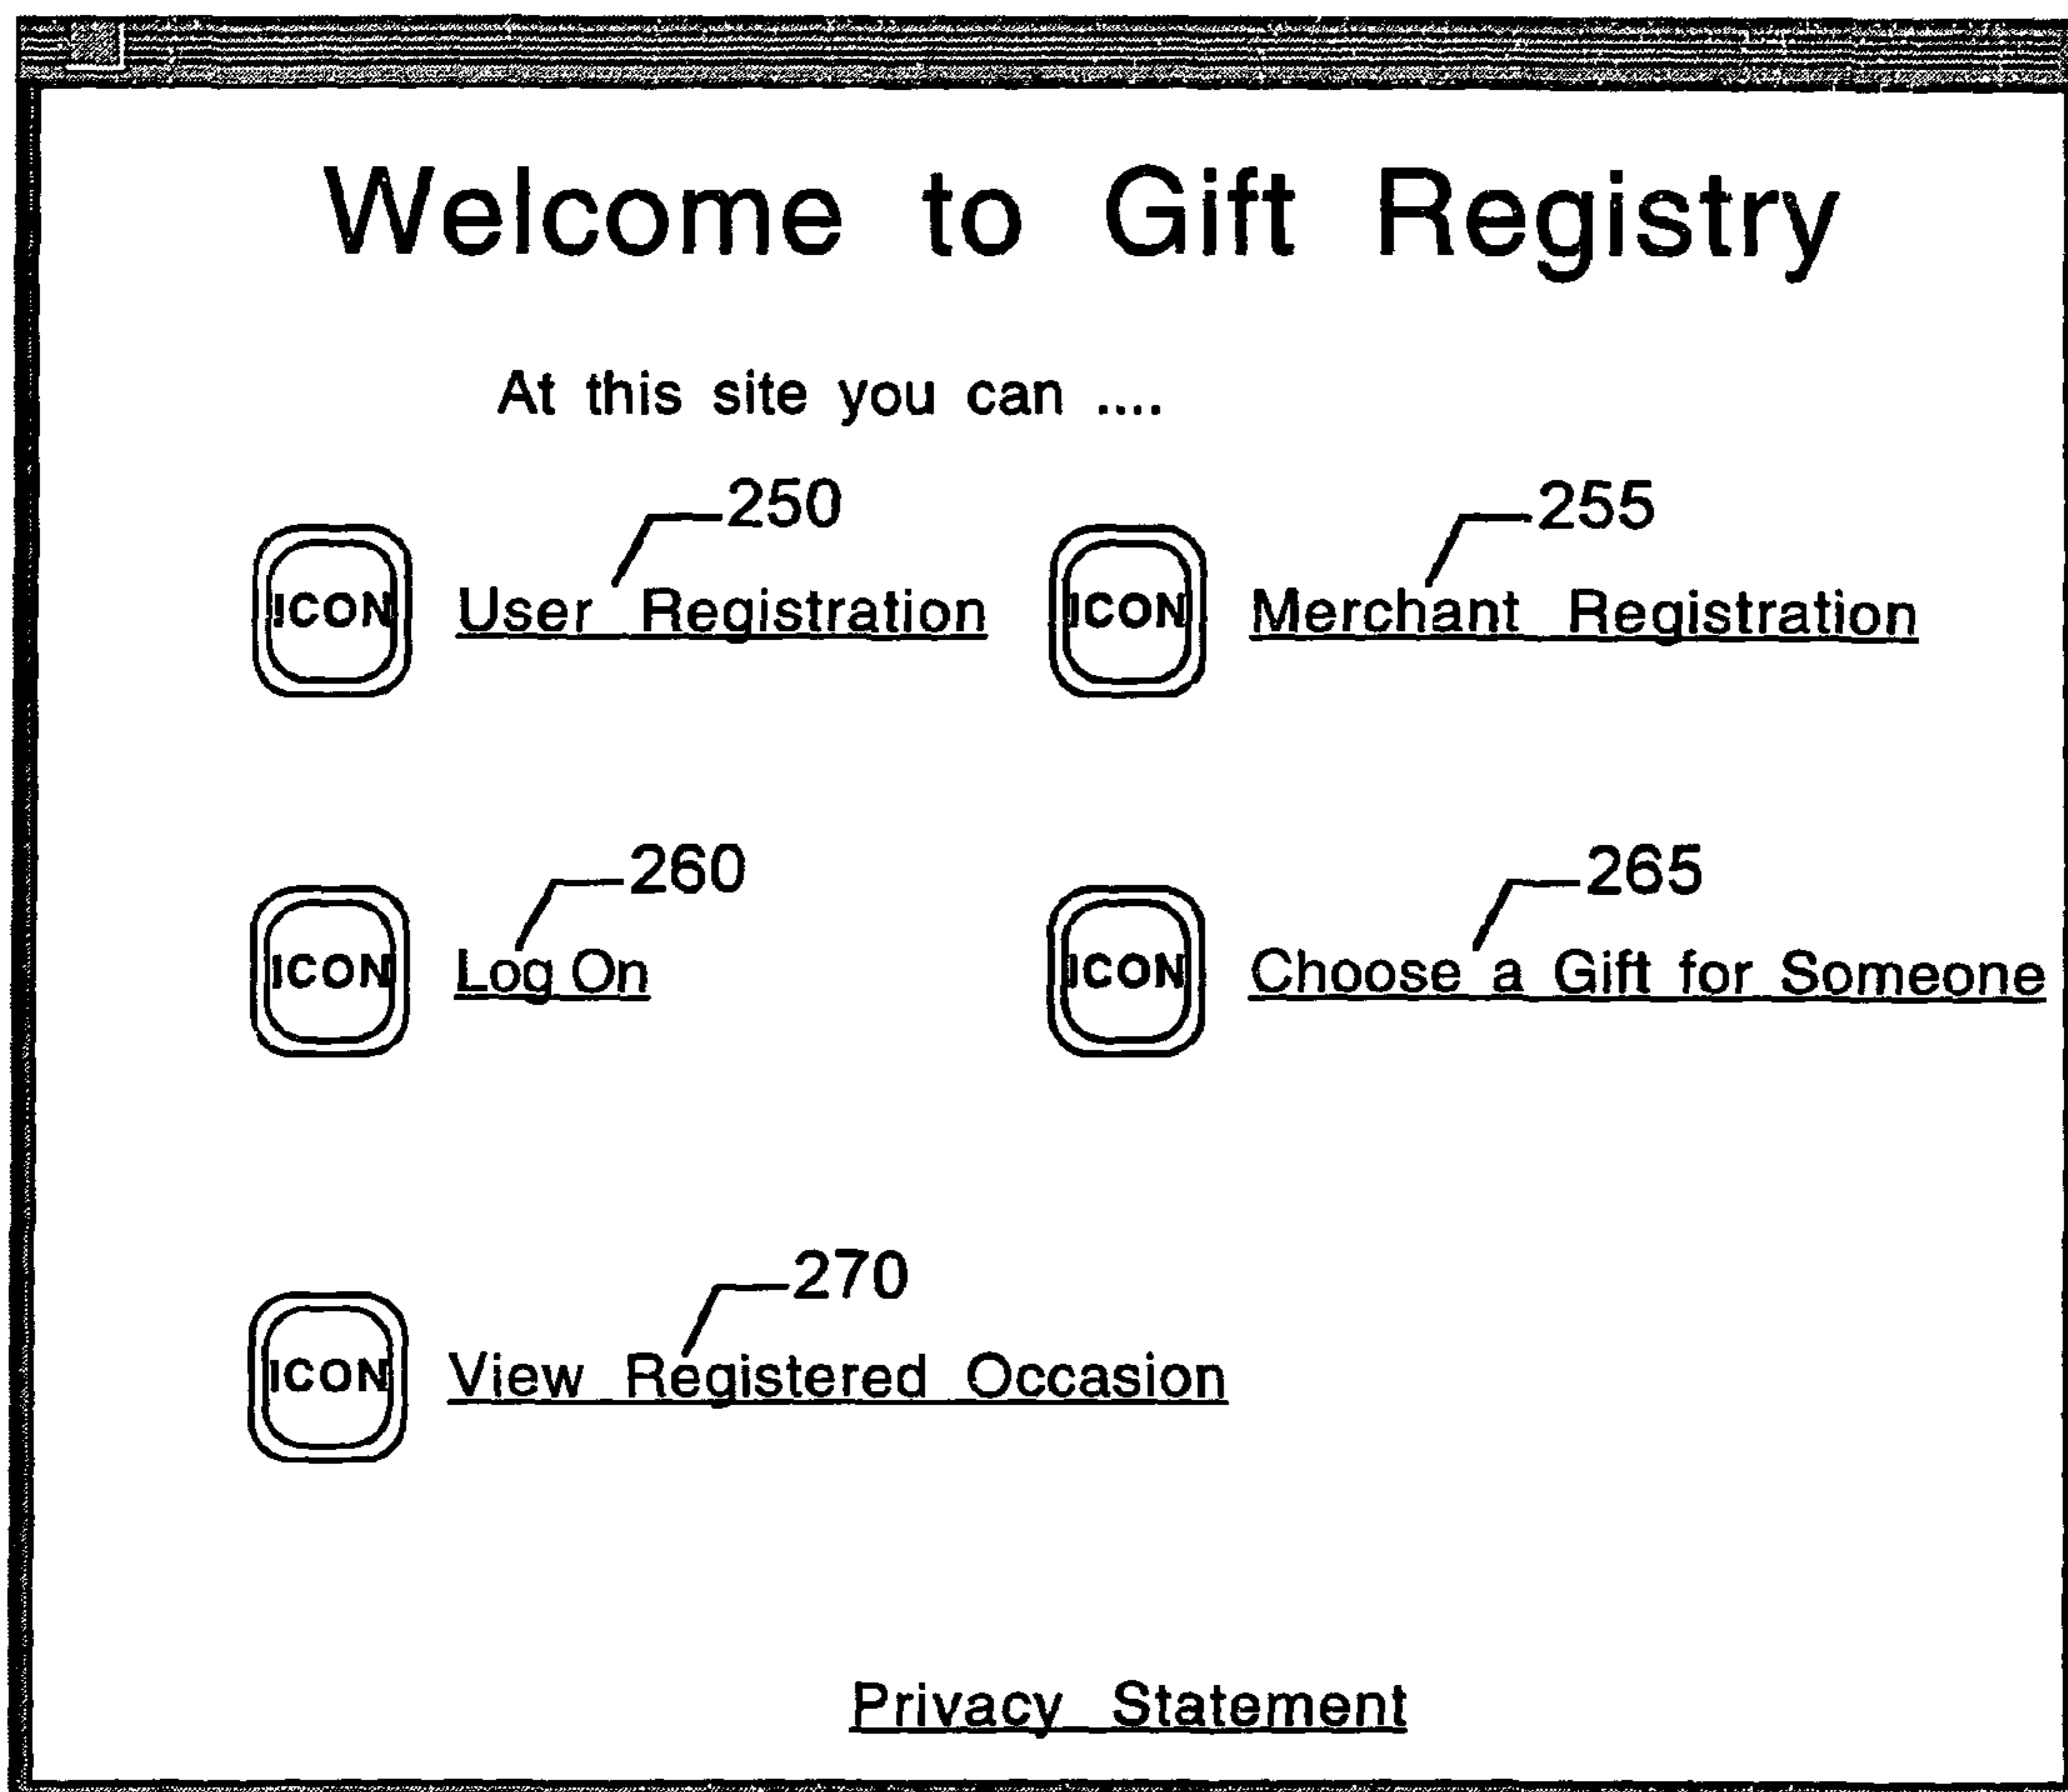 Welcome to Gift Registry
At this site you can ....
250 255
ICON User Registration ICON Merchant Registration
260 265
ICON Log On ICON Choose a Gift for Someone
270
ICON View Registered Occasion
Privacy Statement